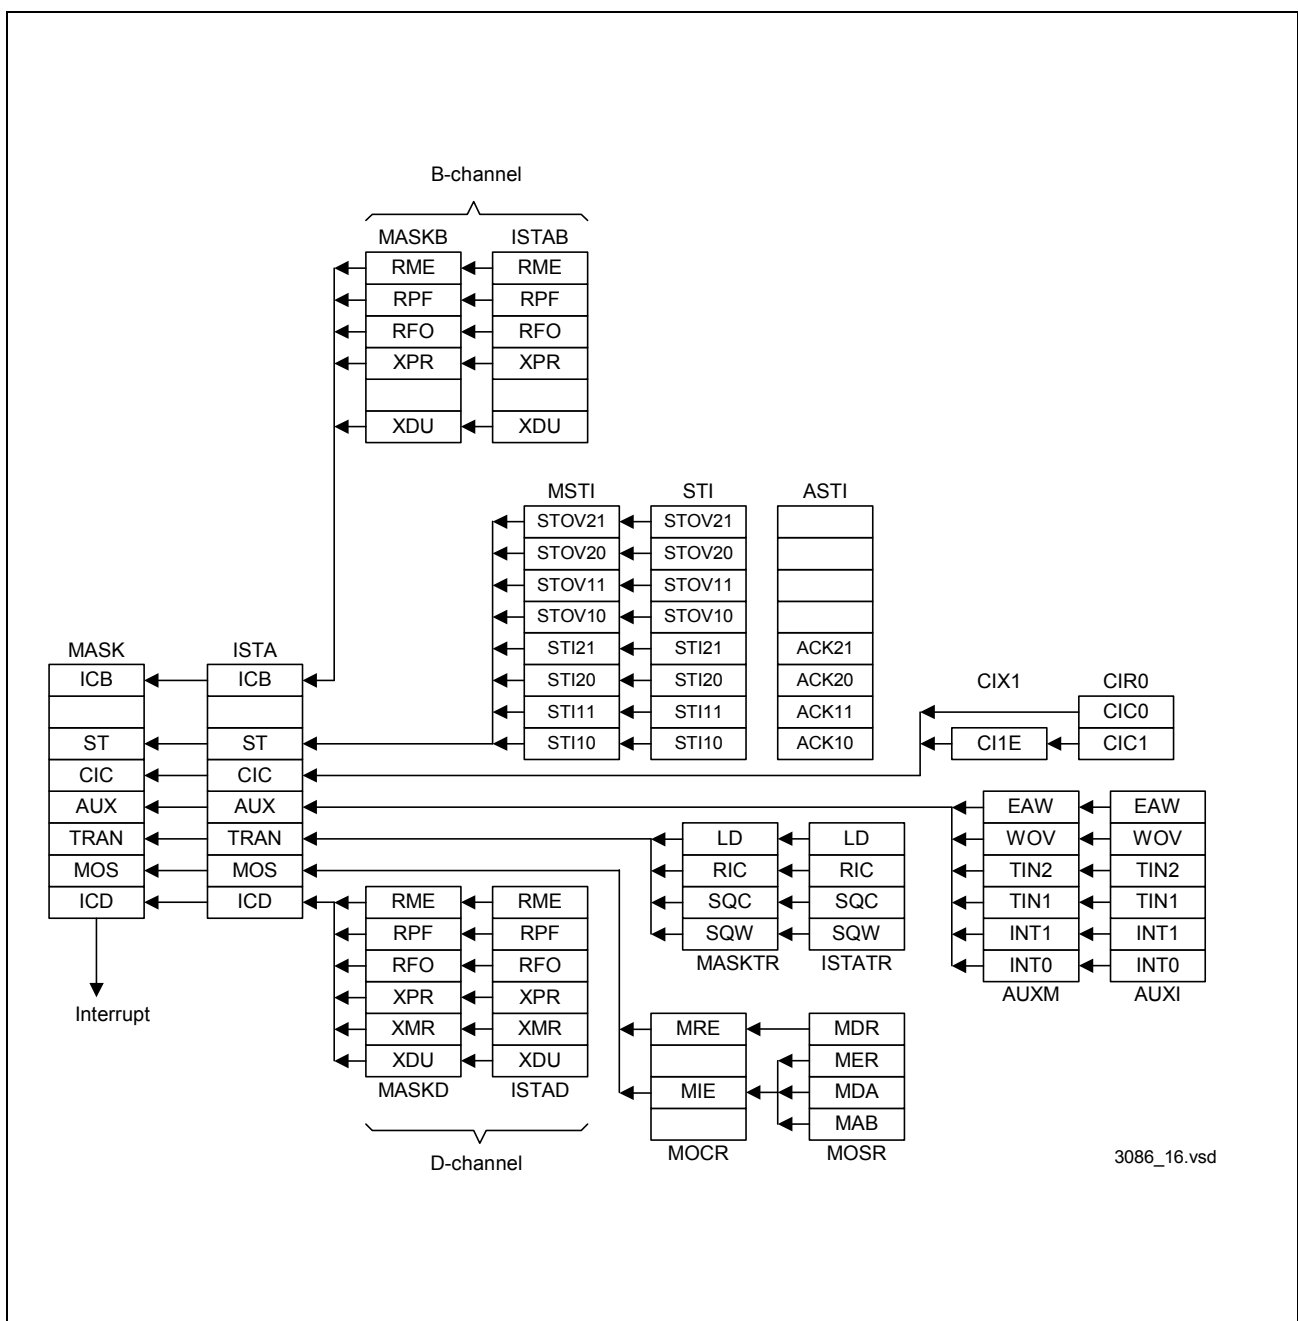 B-channel
MASKB ISTAB
RME RME
RPF RPF
RFO RFO
XPR XPR
XDU XDU
MSTI STI ASTI
STOV21 STOV21
STOV20 STOV20
STOV11 STOV11
STOV10 STOV10
MASK ISTA STI21 STI21 ACK21
ICB ICB STI20 STI20 ACK20 CIX1 CIR0
STI11 STI11 ACK11 CIC0
ST ST STI10 STI10 ACK10 CI1E CIC1
CIC CIC
AUX AUX EAW EAW
TRAN TRAN LD LD WOV WOV
MOS MOS RIC RIC TIN2 TIN2
ICD ICD RME RME SQC SQC TIN1 TIN1
RPF RPF SQW SQW INT1 INT1
RFO RFO MASKTR ISTATR INT0 INT0
XPR XPR AUXM AUXI
Interrupt XMR XMR MRE MDR
XDU XDU MER
MASKD ISTAD MIE MDA
MAB
D-channel MOCR MOSR
3086_16.vsd